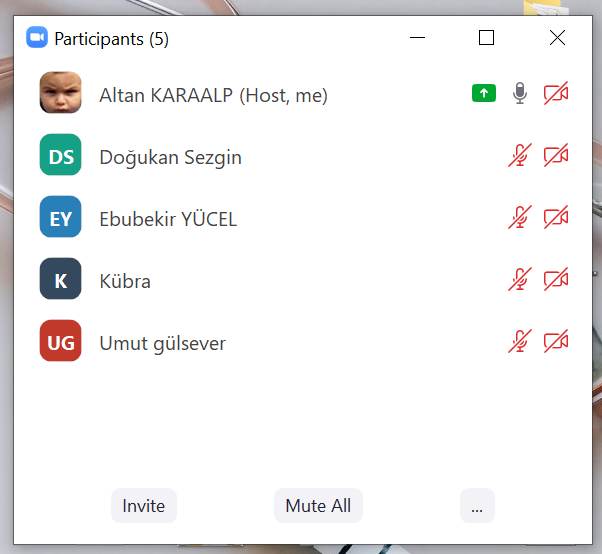 Participants (5)
Altan KARAALP (Host, me)
DS Doğukan Sezgin
EY Ebubekir YÜCEL
K Kübra
UG Umut gülsever
Invite Mute All ...